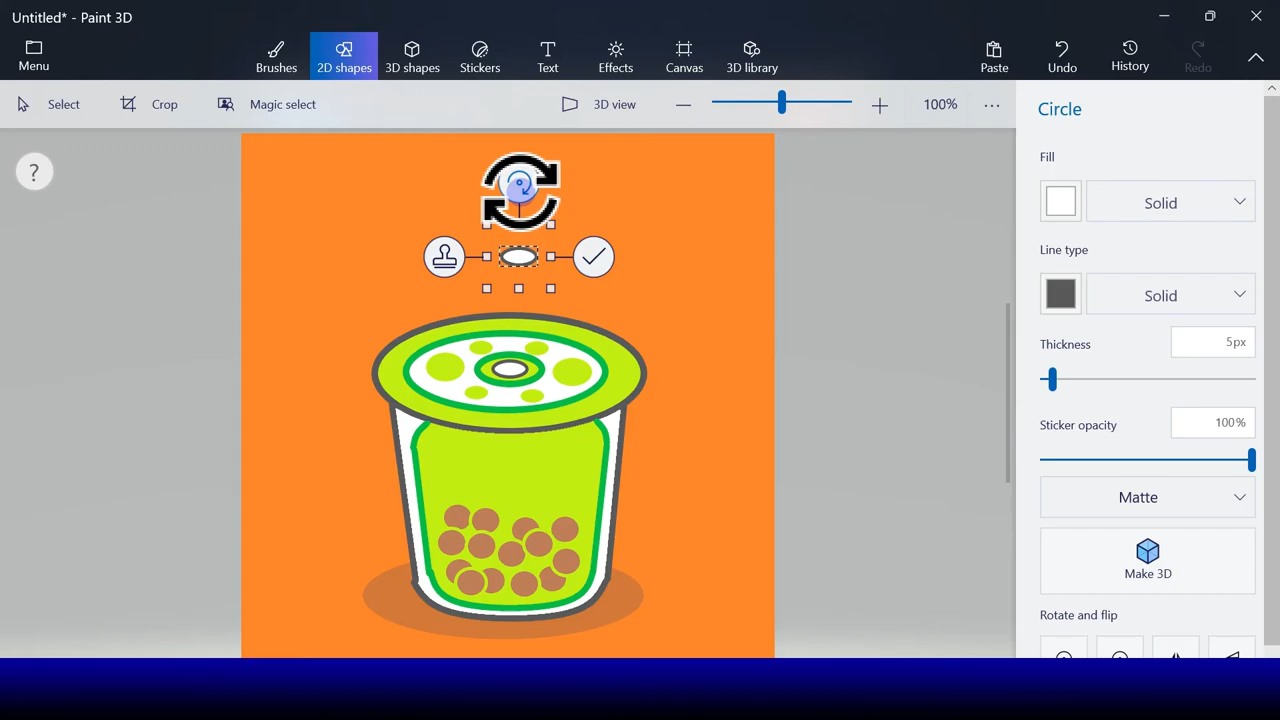 Untitled* - Paint 3D
Menu
Brushes
2D shapes
3D shapes
Stickers
Text
Effects
Canvas
3D library
Paste
Undo
History
Redo
Select
Crop
Magic select
3D view
100%
?
Circle
Fill
Solid
Line type
Solid
Thickness
5px
Sticker opacity
100%
Matte
Make 3D
Rotate and flip